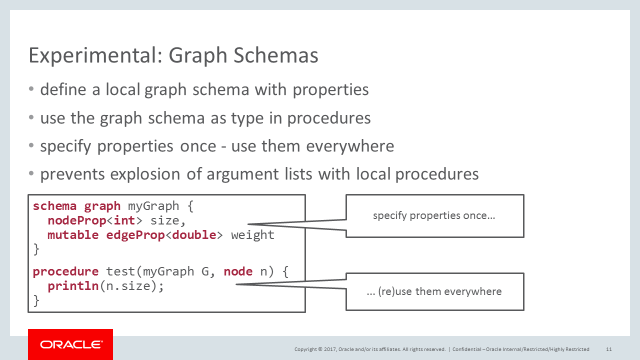 Experimental: Graph Schemas
• define a local graph schema with properties
• use the graph schema as type in procedures
• specify properties once - use them everywhere
• prevents explosion of argument lists with local procedures
schema graph myGraph {
nodeProp<int> size,
mutable edgeProp<double> weight
}
procedure test(myGraph G, node n) {
println(n.size);
}
specify properties once...
... (re)use them everywhere
ORACLE
Copyright © 2017, Oracle and/or its affiliates. All rights reserved. | Confidential – Oracle Internal/Restricted/Highly Restricted
11